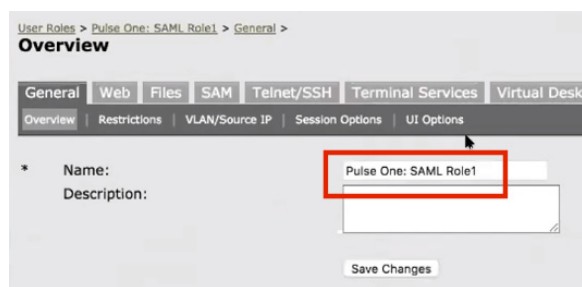 User Roles > Pulse One: SAML Role1 > General >
Overview
General Web Files SAM Telnet/SSH Terminal Services Virtual Desk
Overview | Restrictions | VLAN/Source IP | Session Options | UI Options
* Name: Pulse One: SAML Role1
Description:
Save Changes